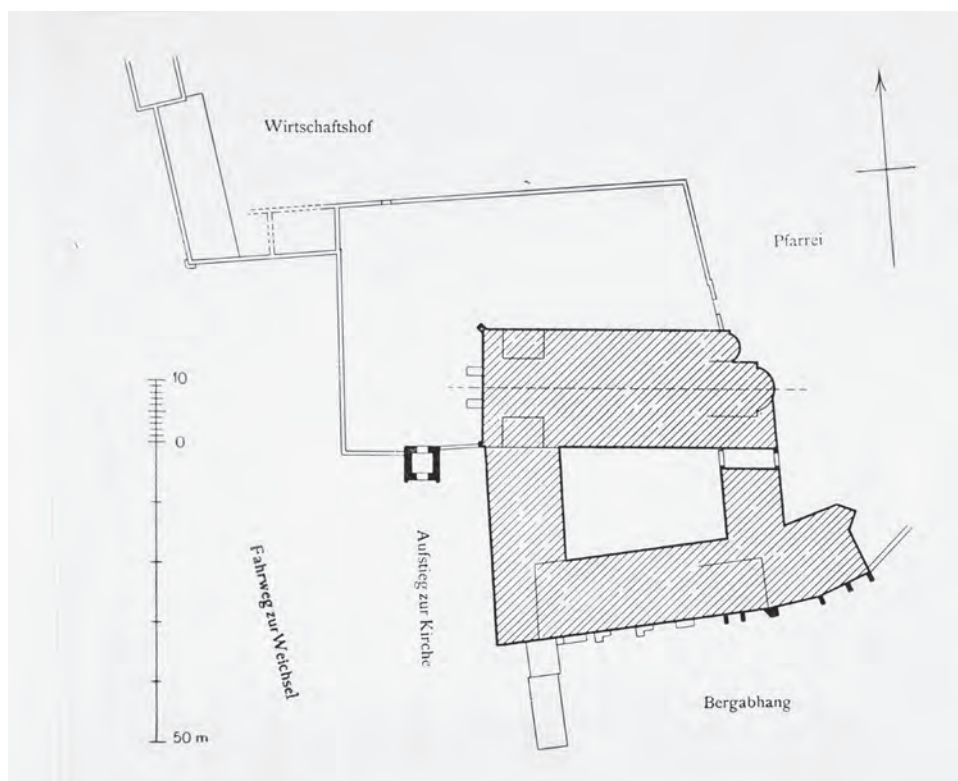 Wirtschaftshof
Pfarrei
10
0
50 m
Fahrweg zur Weichsel
Aufstieg zur Kirche
Bergabhang